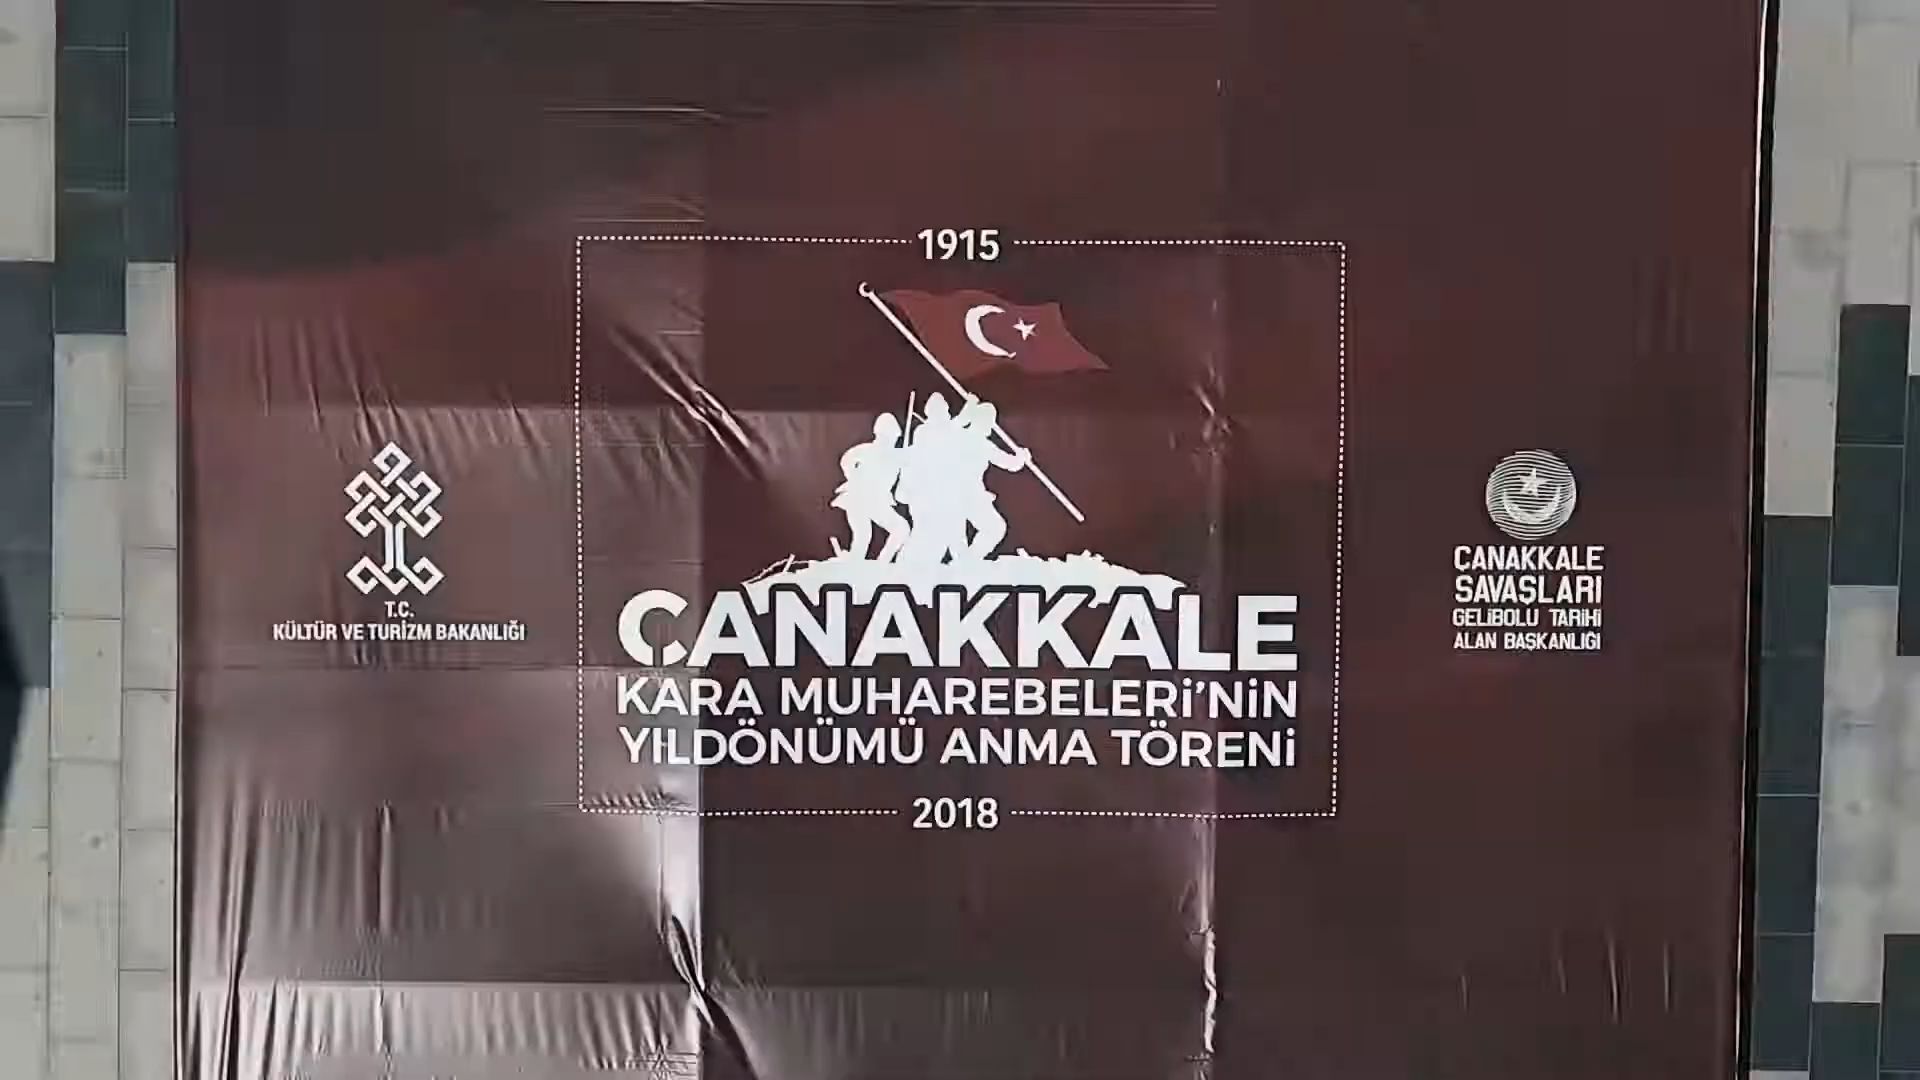 1915
ÇANAKKALE
KARA MUHAREBELERİ'NİN
YILDÖNÜMÜ ANMA TÖRENİ
2018
T.C.
KÜLTÜR VE TURİZM BAKANLIĞI
ÇANAKKALE
SAVAŞLARI
GELİBOLU TARİHİ
ALAN BAŞKANLIĞI